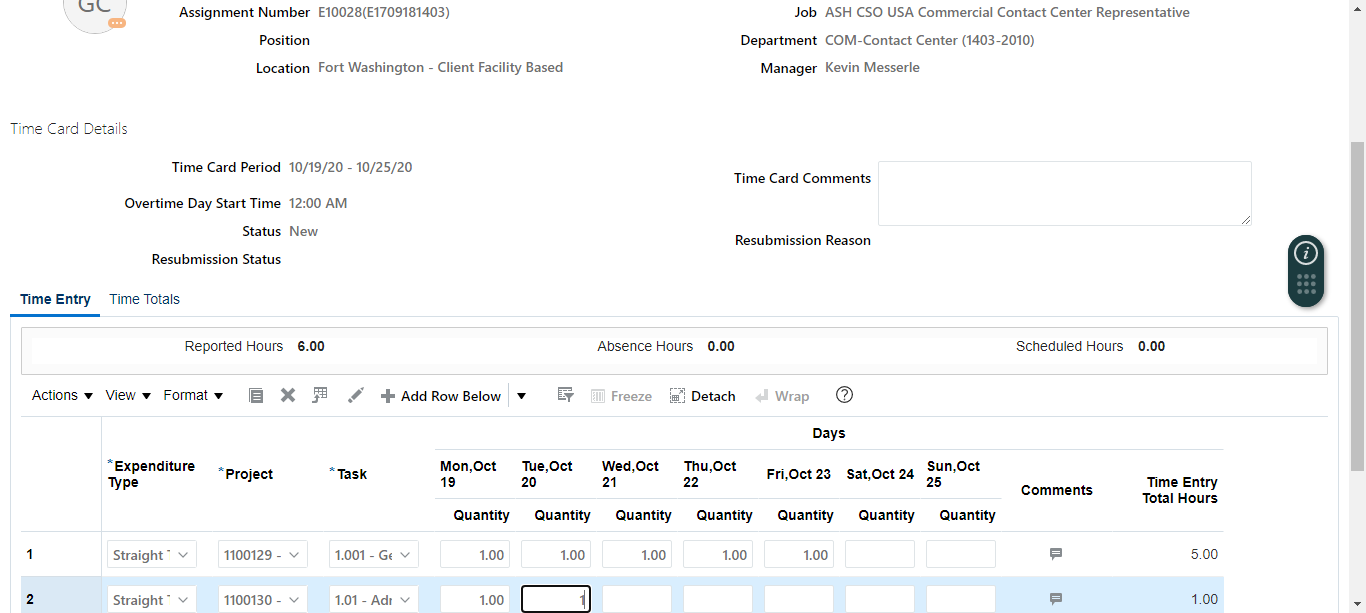 GC
Assignment Number E10028(E1709181403)
Job ASH CSO USA Commercial Contact Center Representative
Position
Department COM-Contact Center (1403-2010)
Location Fort Washington - Client Facility Based
Manager Kevin Messerle
Time Card Details
Time Card Period 10/19/20 - 10/25/20
Time Card Comments
Overtime Day Start Time 12:00 AM
Status New
Resubmission Reason
Resubmission Status
Time Entry Time Totals
Reported Hours 6.00 Absence Hours 0.00 Scheduled Hours 0.00
Actions View Format Add Row Below Freeze Detach Wrap
Days
*Expenditure Type *Project *Task Mon,Oct 19 Tue,Oct 20 Wed,Oct 21 Thu,Oct 22 Fri,Oct 23 Sat,Oct 24 Sun,Oct 25 Comments Time Entry Total Hours
Quantity Quantity Quantity Quantity Quantity Quantity Quantity
1 Straight 1100129 - 1.001 - Ge 1.00 1.00 1.00 1.00 1.00 5.00
2 Straight 1100130 - 1.01 - Adr 1.00 1 1.00